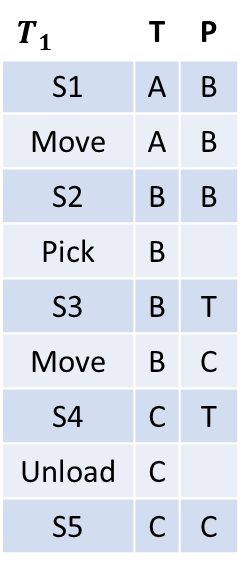 T1 T P
S1 A B
Move A B
S2 B B
Pick B
S3 B T
Move B C
S4 C T
Unload C
S5 C C